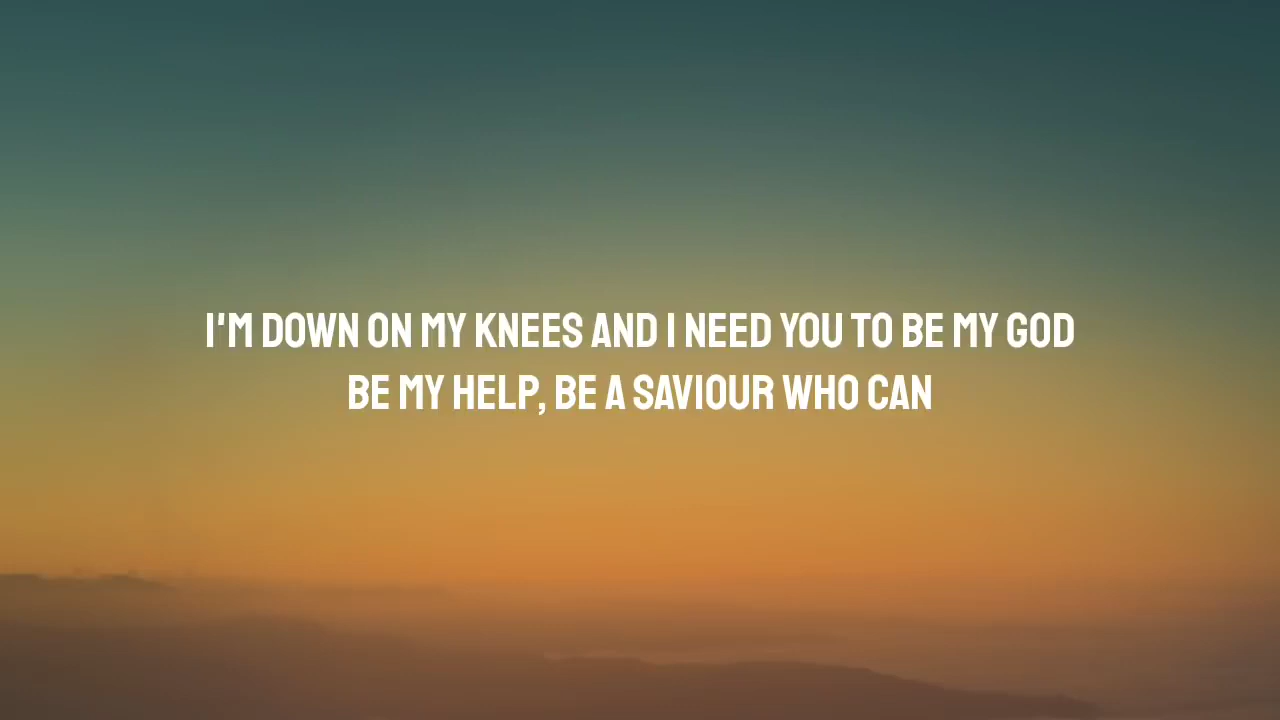 I'M DOWN ON MY KNEES AND I NEED YOU TO BE MY GOD
BE MY HELP, BE A SAVIOUR WHO CAN